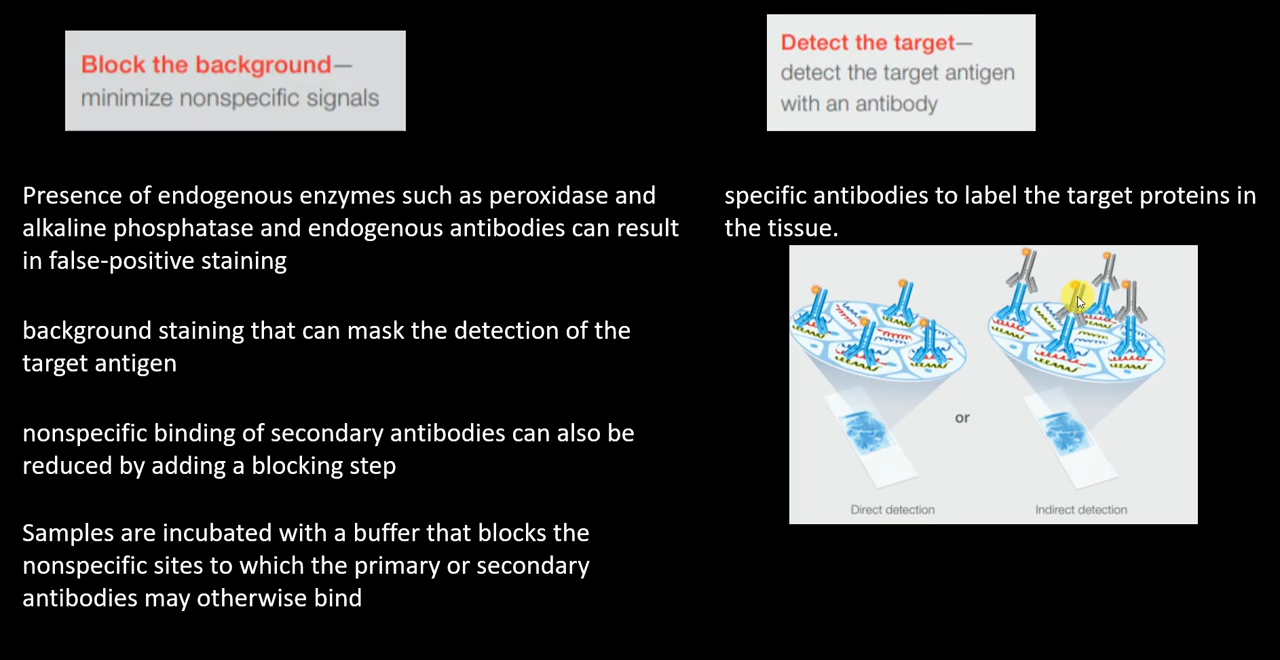 Block the background—
minimize nonspecific signals
Presence of endogenous enzymes such as peroxidase and
alkaline phosphatase and endogenous antibodies can result
in false-positive staining
background staining that can mask the detection of the
target antigen
nonspecific binding of secondary antibodies can also be
reduced by adding a blocking step
Samples are incubated with a buffer that blocks the
nonspecific sites to which the primary or secondary
antibodies may otherwise bind
Detect the target—
detect the target antigen
with an antibody
specific antibodies to label the target proteins in
the tissue.
or
Direct detection
Indirect detection